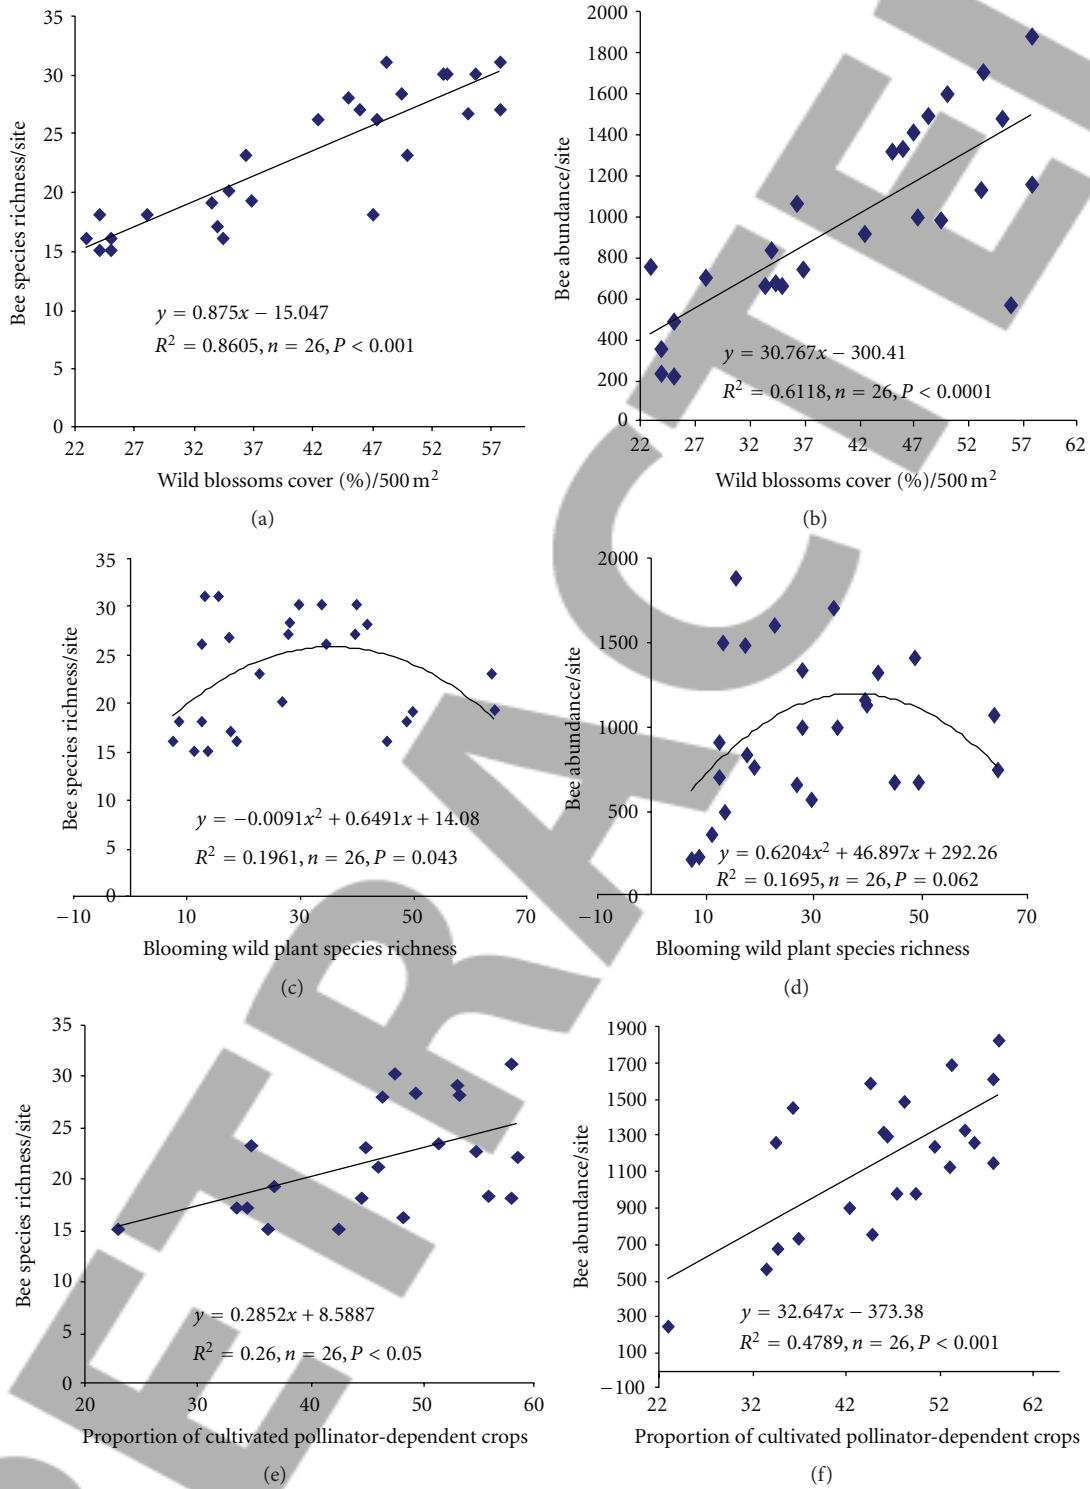 35
30
25
20
15
10
5
0
Bee species richness/site
y = 0.875x − 15.047
R² = 0.8605, n = 26, P < 0.001
22 27 32 37 42 47 52 57
Wild blossoms cover (%)/500 m²
(a)
2000
1800
1600
1400
1200
1000
800
600
400
200
0
Bee abundance/site
y = 30.767x − 300.41
R² = 0.6118, n = 26, P < 0.0001
22 27 32 37 42 47 52 57 62
Wild blossoms cover (%)/500 m²
(b)
35
30
25
20
15
10
5
0
Bee species richness/site
y = −0.0091x² + 0.6491x + 14.08
R² = 0.1961, n = 26, P = 0.043
−10 10 30 50 70
Blooming wild plant species richness
(c)
2000
1500
1000
500
0
Bee abundance/site
y = 0.6204x² + 46.897x + 292.26
R² = 0.1695, n = 26, P = 0.062
−10 10 30 50 70
Blooming wild plant species richness
(d)
35
30
25
20
15
10
5
0
Bee species richness/site
y = 0.2852x + 8.5887
R² = 0.26, n = 26, P < 0.05
20 30 40 50 60
Proportion of cultivated pollinator-dependent crops
(e)
1900
1700
1500
1300
1100
900
700
500
300
100
−100
Bee abundance/site
y = 32.647x − 373.38
R² = 0.4789, n = 26, P < 0.001
22 32 42 52 62
Proportion of cultivated pollinator-dependent crops
(f)
RETRACTED